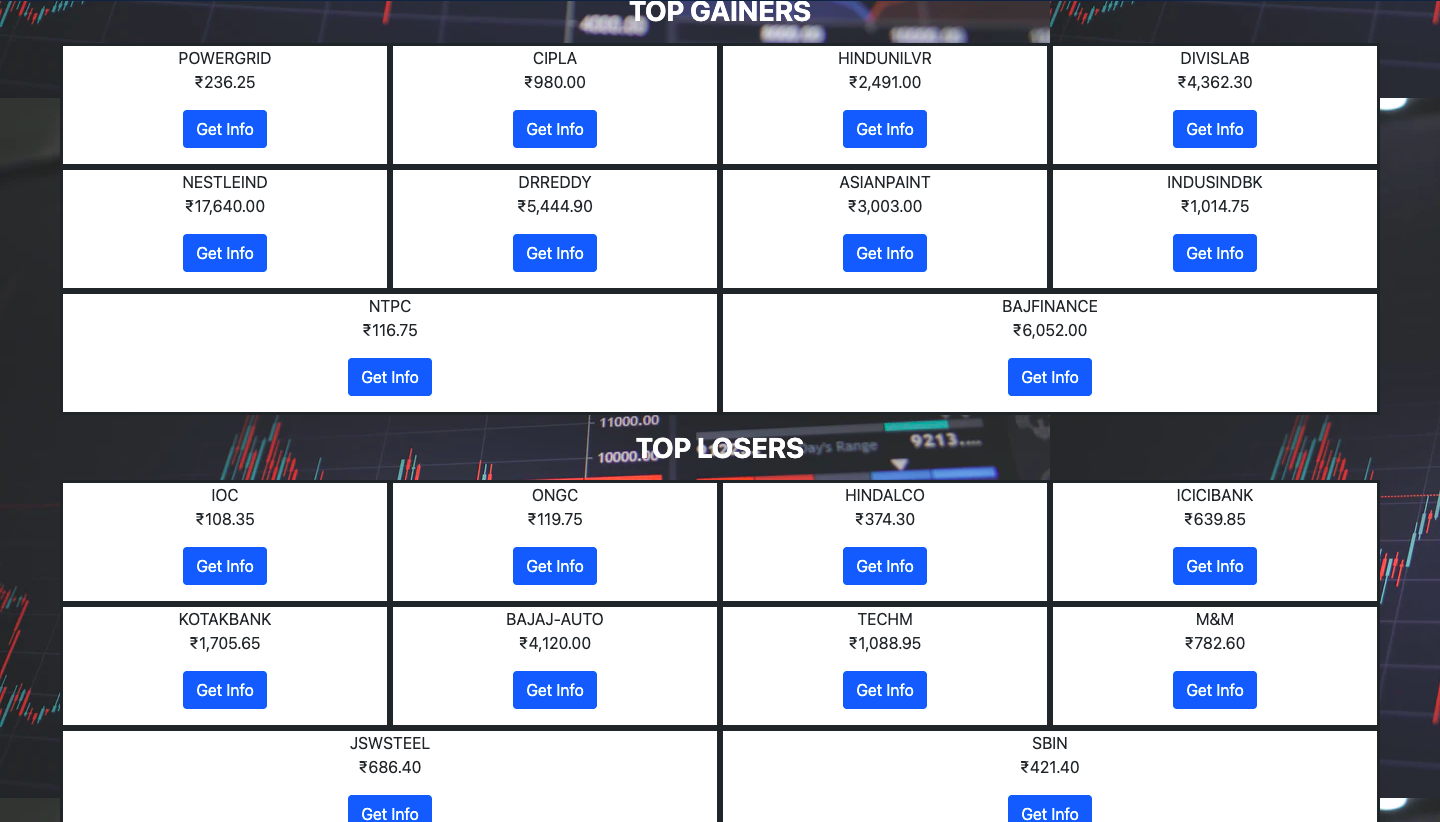 TOP GAINERS
4000.00
POWERGRID
₹236.25
Get Info
CIPLA
₹980.00
Get Info
HINDUNILVR
₹2,491.00
Get Info
DIVISLAB
₹4,362.30
Get Info
NESTLEIND
₹17,640.00
Get Info
DRREDDY
₹5,444.90
Get Info
ASIANPAINT
₹3,003.00
Get Info
INDUSINDBK
₹1,014.75
Get Info
NTPC
₹116.75
Get Info
BAJFINANCE
₹6,052.00
Get Info
11000.00
TOP LOSERS
10000.00
Range
9213....
IOC
₹108.35
Get Info
ONGC
₹119.75
Get Info
HINDALCO
₹374.30
Get Info
ICICIBANK
₹639.85
Get Info
KOTAKBANK
₹1,705.65
Get Info
BAJAJ-AUTO
₹4,120.00
Get Info
TECHM
₹1,088.95
Get Info
M&M
₹782.60
Get Info
JSWSTEEL
₹686.40
Get Info
SBIN
₹421.40
Get Info